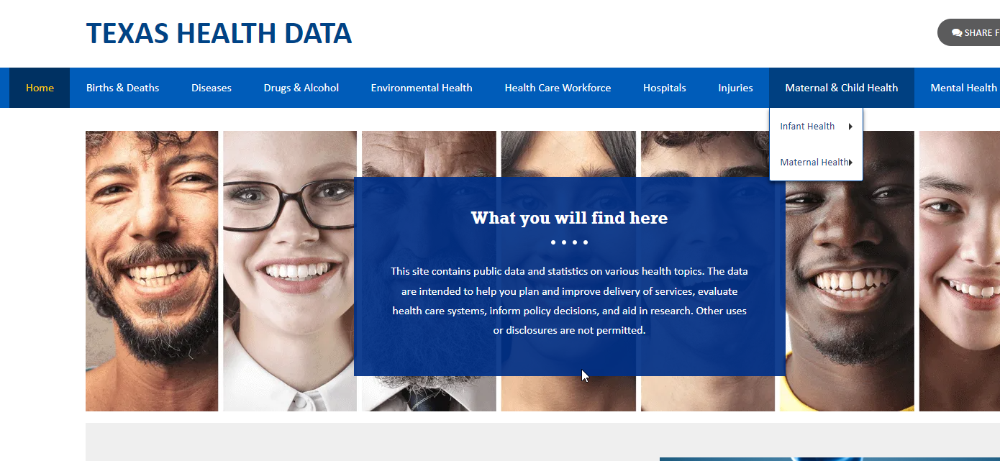 TEXAS HEALTH DATA
SHARE F
Home
Births & Deaths
Diseases
Drugs & Alcohol
Environmental Health
Health Care Workforce
Hospitals
Injuries
Maternal & Child Health
Mental Health
Infant Health
Maternal Health
What you will find here
This site contains public data and statistics on various health topics. The data
are intended to help you plan and improve delivery of services, evaluate
health care systems, inform policy decisions, and aid in research. Other uses
or disclosures are not permitted.